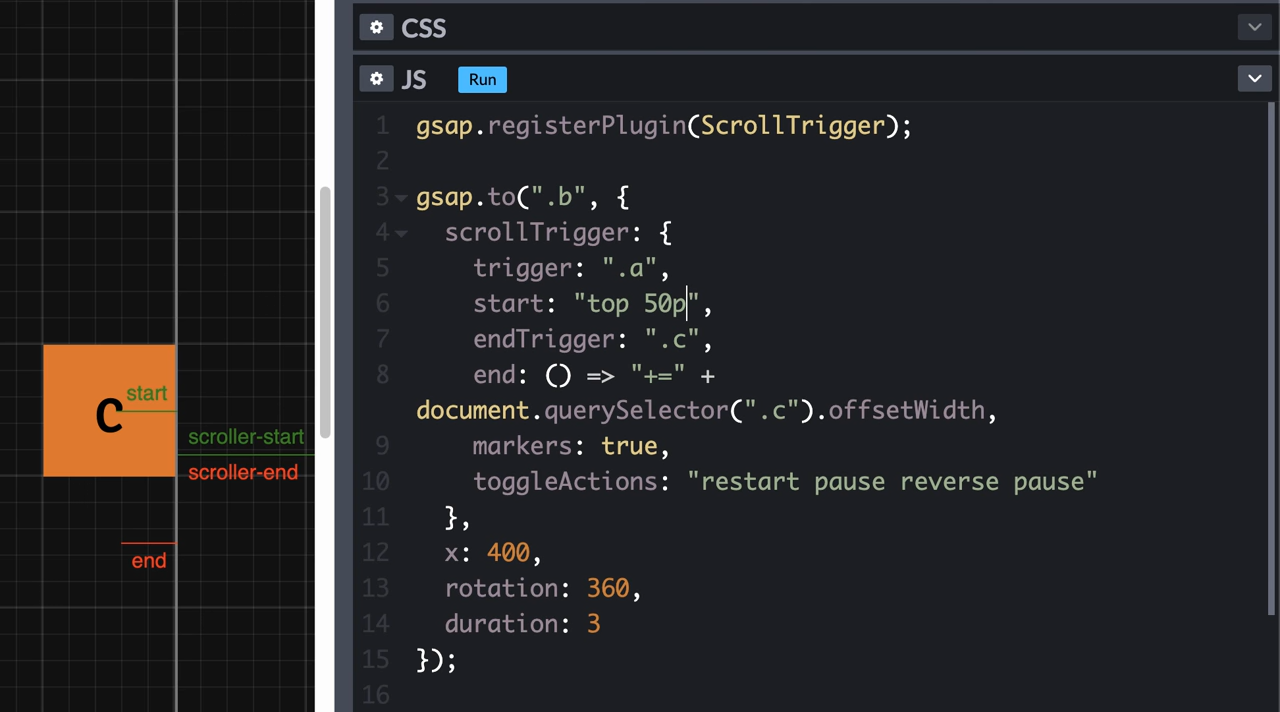 CSS
JS Run
1 gsap.registerPlugin(ScrollTrigger);
2
3 gsap.to(".b", {
4 scrollTrigger: {
5 trigger: ".a",
6 start: "top 50p",
7 endTrigger: ".c",
8 end: () => "+=" +
document.querySelector(".c").offsetWidth,
9 markers: true,
10 toggleActions: "restart pause reverse pause"
11 },
12 x: 400,
13 rotation: 360,
14 duration: 3
15 });
16
C
start
scroller-start
scroller-end
end